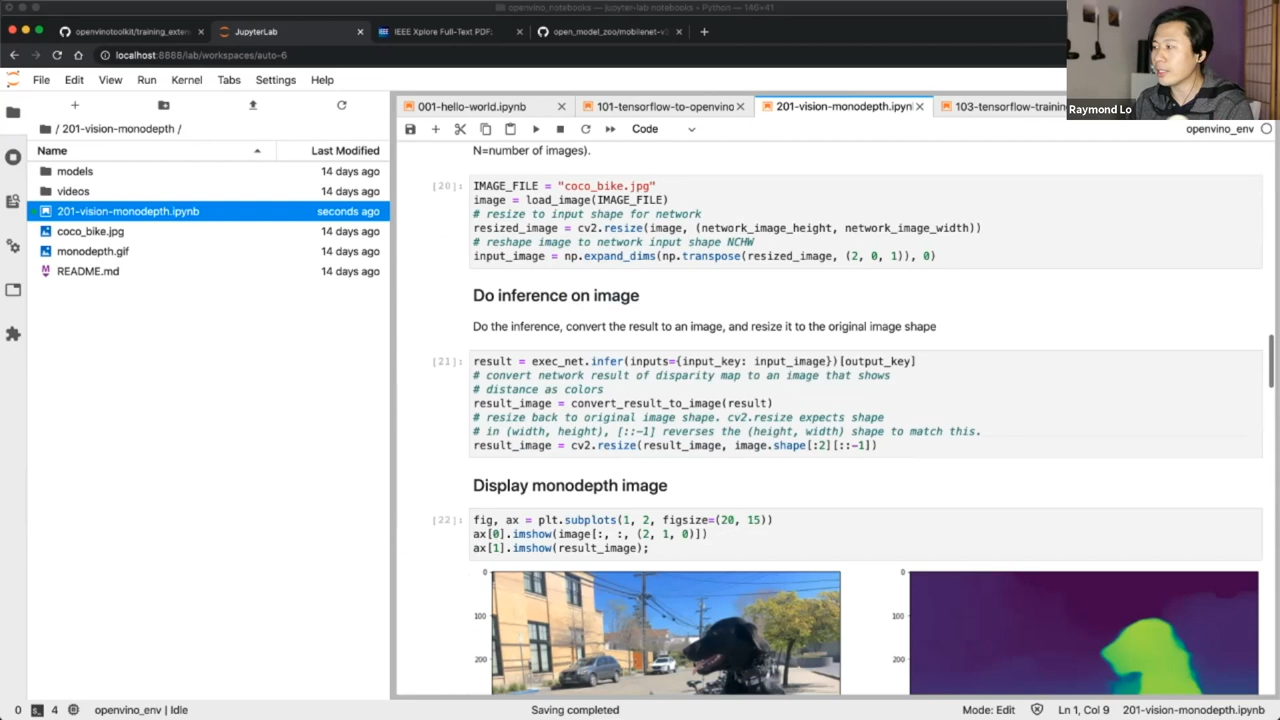 openvino_notebooks — jupyter-lab notebooks - Python — 146×41
openvinotoolkit/training_exten
JupyterLab
IEEE Xplore Full-Text PDF:
open_model_zoo/mobilenet-v
localhost:8888/lab/workspaces/auto-6
File Edit View Run Kernel Tabs Settings Help
Raymond Lo
/ 201-vision-monodepth /
Name Last Modified
models 14 days ago
videos 14 days ago
201-vision-monodepth.ipynb seconds ago
coco_bike.jpg 14 days ago
monodepth.gif 14 days ago
README.md 14 days ago
001-hello-world.ipynb
101-tensorflow-to-openvino
201-vision-monodepth.ipyn
103-tensorflow-trainin
Code
openvino_env
N=number of images).
[20]: IMAGE_FILE = "coco_bike.jpg"
image = load_image(IMAGE_FILE)
# resize to input shape for network
resized_image = cv2.resize(image, (network_image_height, network_image_width))
# reshape image to network input shape NCHW
input_image = np.expand_dims(np.transpose(resized_image, (2, 0, 1)), 0)
Do inference on image
Do the inference, convert the result to an image, and resize it to the original image shape
[21]: result = exec_net.infer(inputs={input_key: input_image})[output_key]
# convert network result of disparity map to an image that shows
# distance as colors
result_image = convert_result_to_image(result)
# resize back to original image shape. cv2.resize expects shape
# in (width, height), [::-1] reverses the (height, width) shape to match this.
result_image = cv2.resize(result_image, image.shape[:2][::-1])
Display monodepth image
[22]: fig, ax = plt.subplots(1, 2, figsize=(20, 15))
ax[0].imshow(image[:, :, (2, 1, 0)])
ax[1].imshow(result_image);
0
100
200
0
100
200
0 4 openvino_env | Idle
Saving completed
Mode: Edit
Ln 1, Col 9
201-vision-monodepth.ipynb